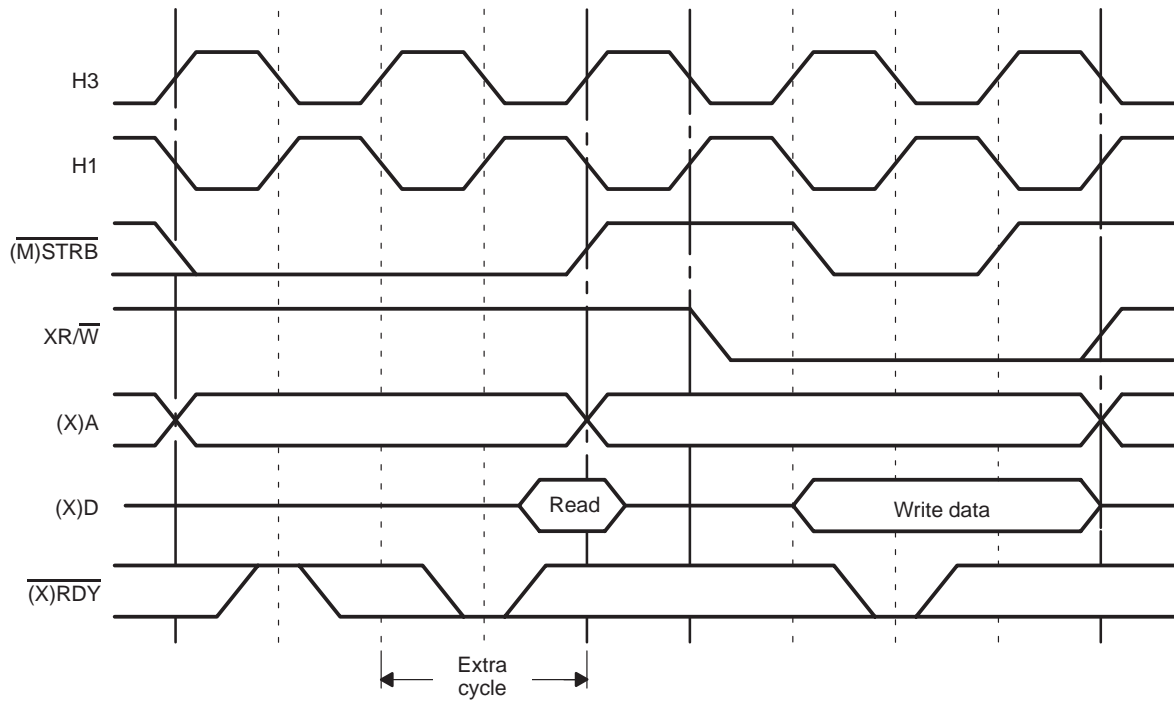 H3
H1
(M)STRB
XR/W
(X)A
(X)D
Read
Write data
(X)RDY
Extra
cycle